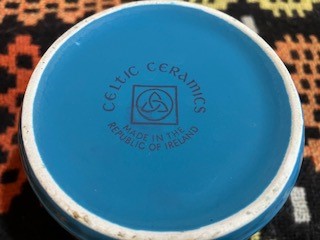 CELTIC CERAMICS
MADE IN THE
REPUBLIC OF IRELAND